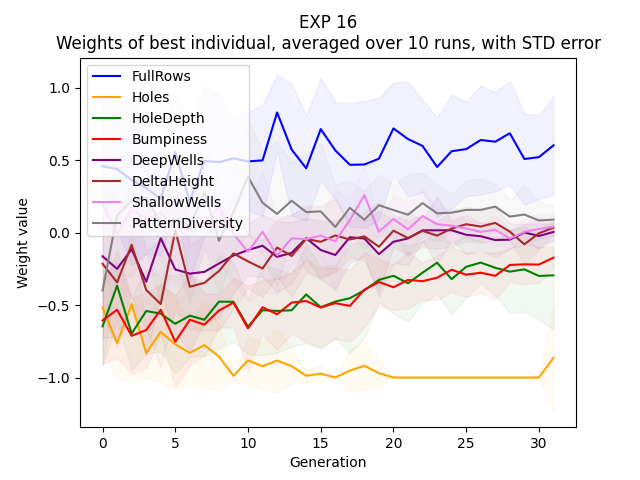 EXP 16
Weights of best individual, averaged over 10 runs, with STD error
1.0
0.5
0.0
−0.5
−1.0
Weight value
FullRows
Holes
HoleDepth
Bumpiness
DeepWells
DeltaHeight
ShallowWells
PatternDiversity
0 5 10 15 20 25 30
Generation